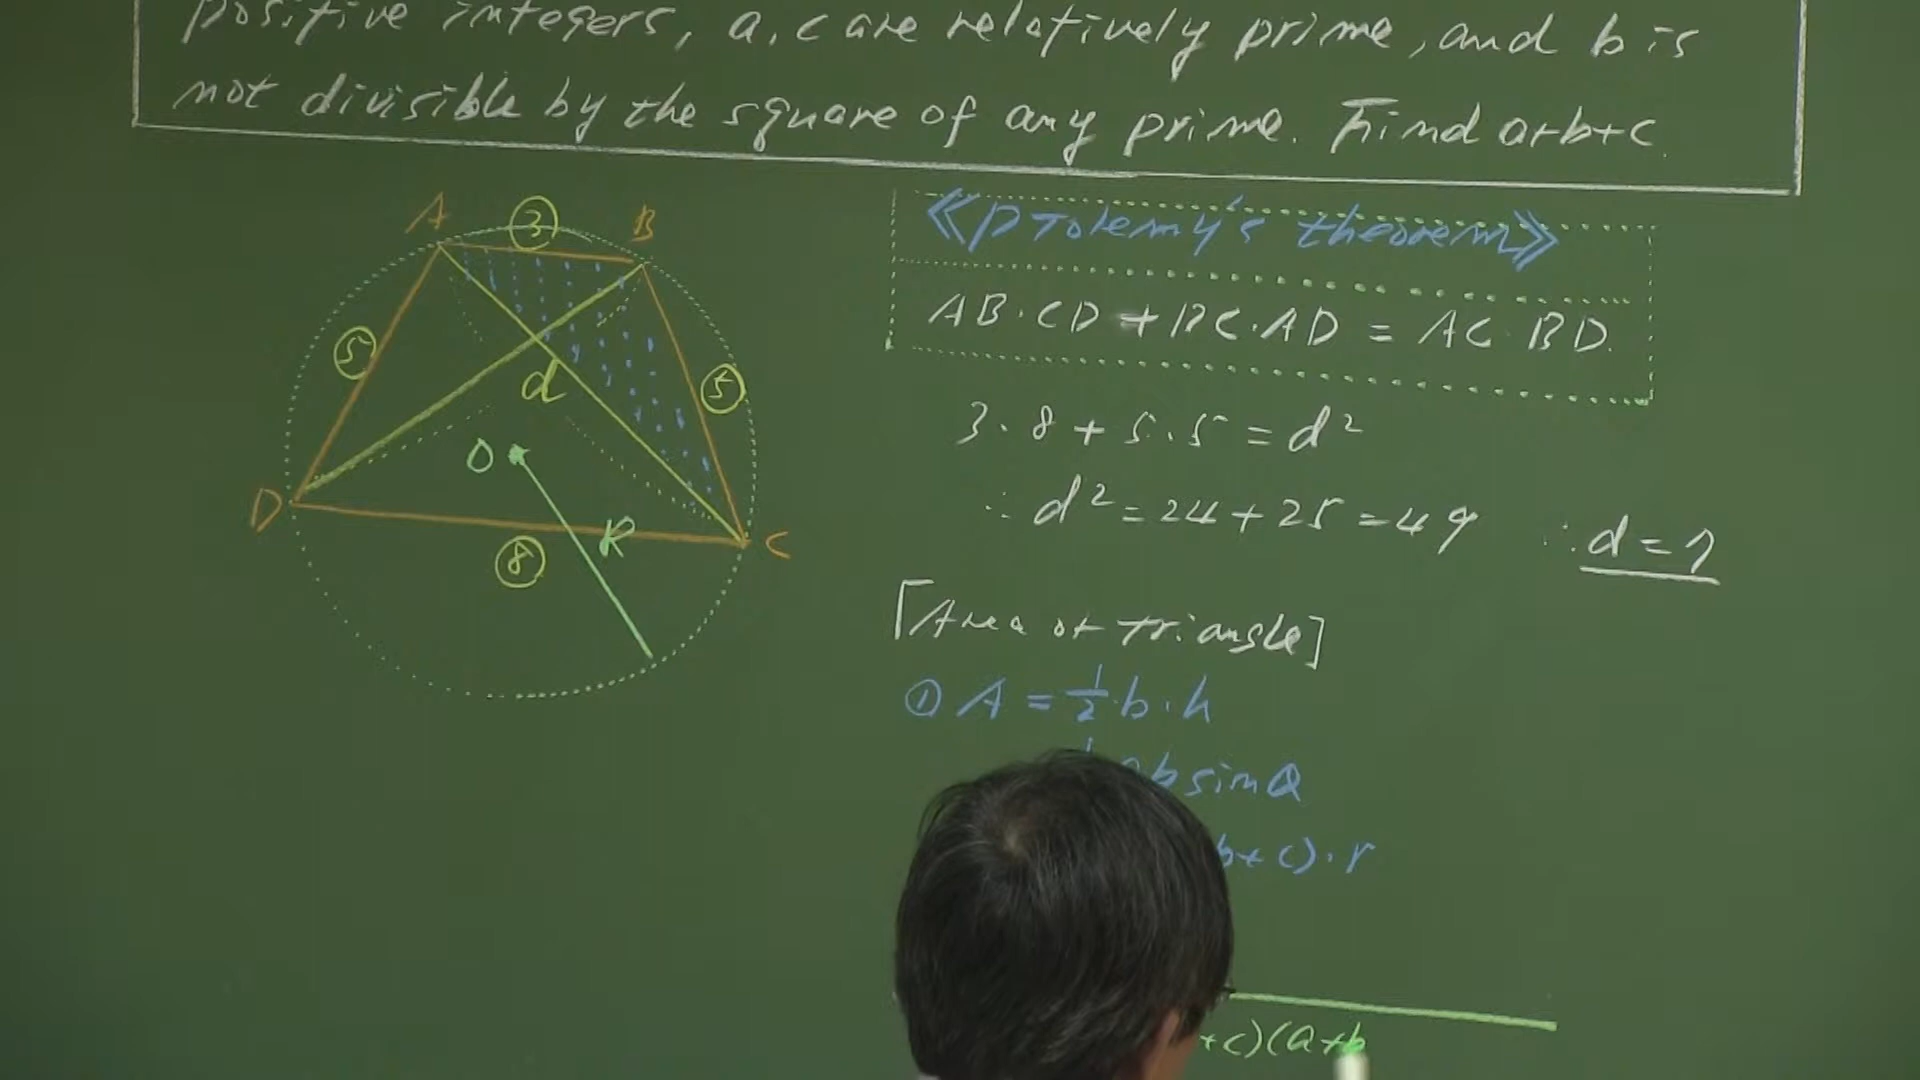 positive integers, a, c are relatively prime, and b is
not divisible by the square of any prime. Find a+b+c.
A
③
B
⑤
⑤
d
O
R
D
⑧
C
《Ptolemy's theorem》
AB·CD + BC·AD = AC·BD.
3·8 + 5·5 = d²
∴ d² = 24 + 25 = 49 ∴ d = 7
[Area of triangle]
① A = 1/2 b·h
b sinθ
b+c)·r
+c)(a+b